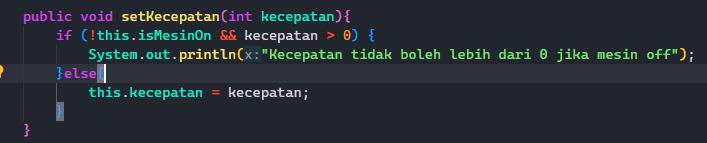 public void setKecepatan(int kecepatan){
    if (!this.isMesinOn && kecepatan > 0) {
        System.out.println(x:"Kecepatan tidak boleh lebih dari 0 jika mesin off");
    }else{
        this.kecepatan = kecepatan;
    }
}